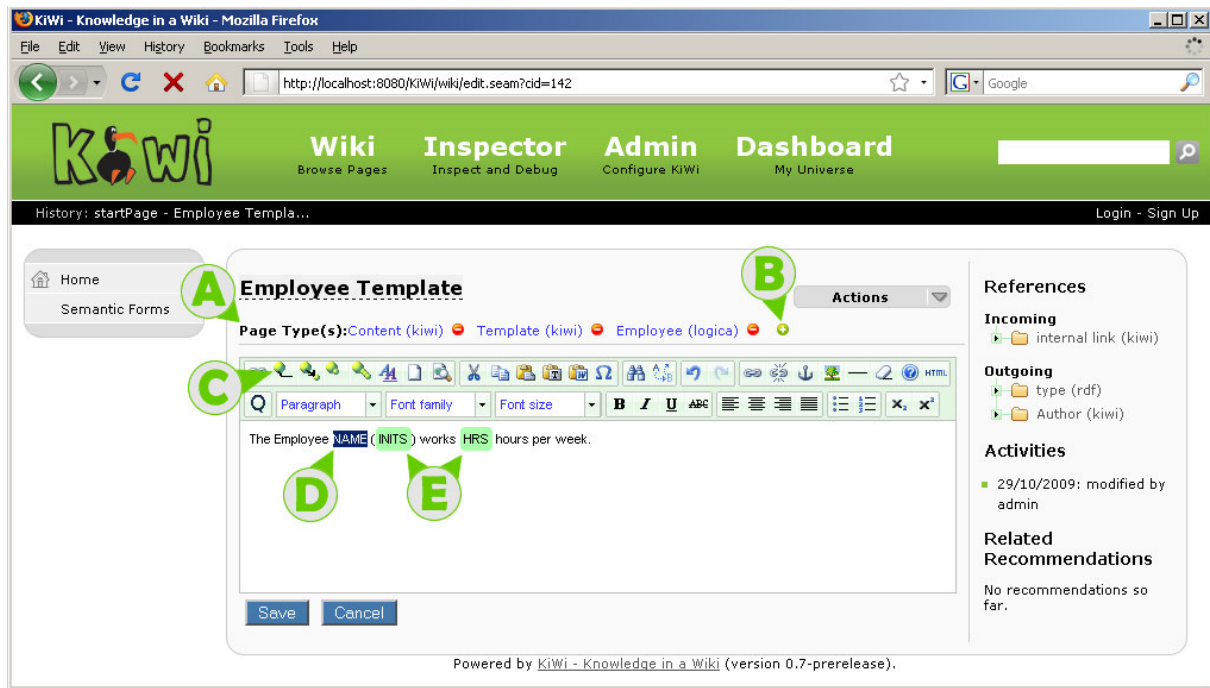 KiWi - Knowledge in a Wiki - Mozilla Firefox
File Edit View History Bookmarks Tools Help
http://localhost:8080/KiWi/wiki/edit.seam?cid=142
G Google
KiWi
Wiki Inspector Admin Dashboard
Browse Pages Inspect and Debug Configure KiWi My Universe
History: startPage - Employee Templa... Login - Sign Up
Home
Semantic Forms
A
Employee Template
B
Actions
Page Type(s):Content (kiwi) Template (kiwi) Employee (logica)
C
HTML
Q Paragraph Font family Font size B I U ABC x₂ x²
The Employee NAME ( INITS ) works HRS hours per week.
D E
Save Cancel
References
Incoming
internal link (kiwi)
Outgoing
type (rdf)
Author (kiwi)
Activities
29/10/2009: modified by
admin
Related
Recommendations
No recommendations so
far.
Powered by KiWi - Knowledge in a Wiki (version 0.7-prerelease).